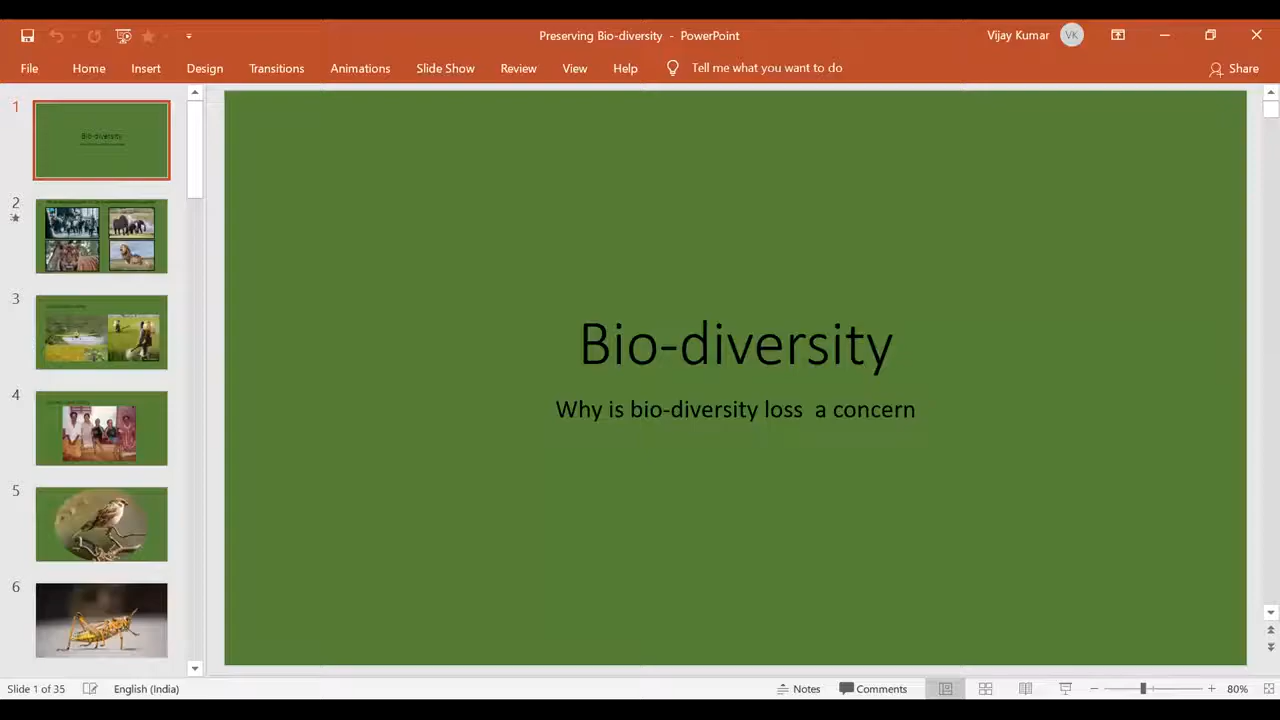 Preserving Bio-diversity - PowerPoint
Vijay Kumar VK
File Home Insert Design Transitions Animations Slide Show Review View Help Tell me what you want to do Share
1
Bio-diversity
2
3
4
5
6
Bio-diversity
Why is bio-diversity loss  a concern
Slide 1 of 35 English (India) Notes Comments 80%